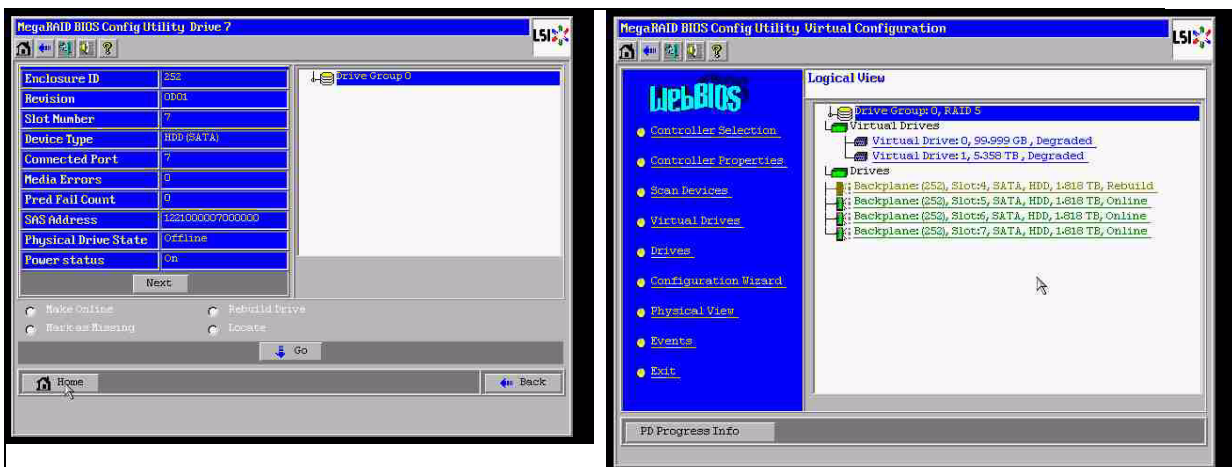 MegaRAID BIOS Config Utility Drive 7
LSI
Enclosure ID 252
Revision 0D01
Slot Number 7
Device Type HDD (SATA)
Connected Port 7
Media Errors 0
Pred Fail Count 0
SAS Address 1221000007000000
Physical Drive State Offline
Power status On
Next
Drive Group 0
Make Online Rebuild Drive
Mark as Missing Locate
Go
Home Back
MegaRAID BIOS Config Utility Virtual Configuration
LSI
WebBIOS
Controller Selection
Controller Properties
Scan Devices
Virtual Drives
Drives
Configuration Wizard
Physical View
Events
Exit
Logical View
Drive Group: 0, RAID 5
Virtual Drives
Virtual Drive: 0, 99.999 GB, Degraded
Virtual Drive: 1, 5.358 TB, Degraded
Drives
Backplane: (252), Slot:4, SATA, HDD, 1.818 TB, Rebuild
Backplane: (252), Slot:5, SATA, HDD, 1.818 TB, Online
Backplane: (252), Slot:6, SATA, HDD, 1.818 TB, Online
Backplane: (252), Slot:7, SATA, HDD, 1.818 TB, Online
PD Progress Info